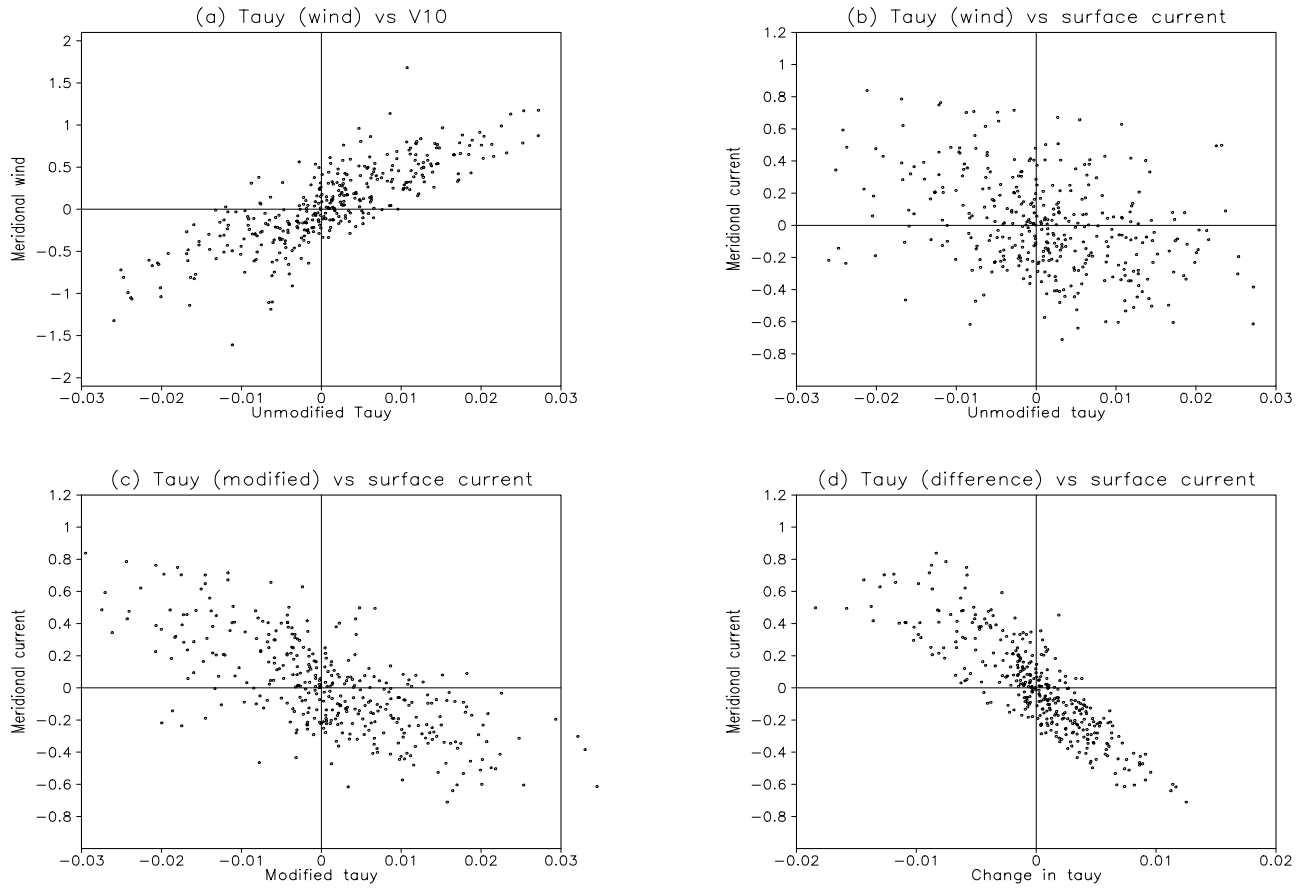 (a) Tauy (wind) vs V10
2
1.5
1
0.5
0
−0.5
−1
−1.5
−2
Meridional wind
−0.03 −0.02 −0.01 0 0.01 0.02 0.03
Unmodified Tauy
(b) Tauy (wind) vs surface current
1.2
1
0.8
0.6
0.4
0.2
0
−0.2
−0.4
−0.6
−0.8
Meridional current
−0.03 −0.02 −0.01 0 0.01 0.02 0.03
Unmodified tauy
(c) Tauy (modified) vs surface current
1.2
1
0.8
0.6
0.4
0.2
0
−0.2
−0.4
−0.6
−0.8
Meridional current
−0.03 −0.02 −0.01 0 0.01 0.02 0.03
Modified tauy
(d) Tauy (difference) vs surface current
1.2
1
0.8
0.6
0.4
0.2
0
−0.2
−0.4
−0.6
−0.8
Meridional current
−0.02 −0.01 0 0.01 0.02
Change in tauy